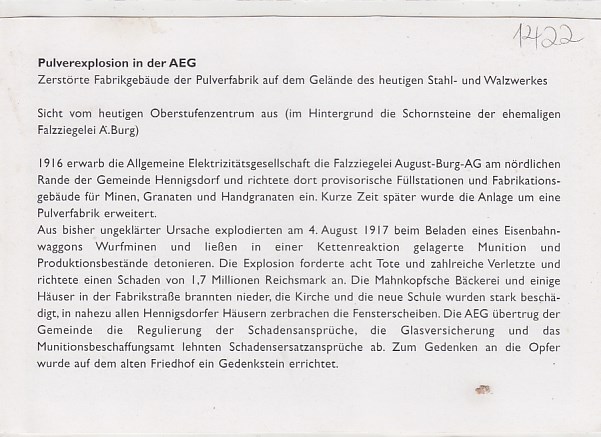 1422
Pulverexplosion in der AEG
Zerstörte Fabrikgebäude der Pulverfabrik auf dem Gelände des heutigen Stahl- und Walzwerkes
Sicht vom heutigen Oberstufenzentrum aus (im Hintergrund die Schornsteine der ehemaligen
Falzziegelei A.Burg)
1916 erwarb die Allgemeine Elektrizitätsgesellschaft die Falzziegelei August-Burg-AG am nördlichen
Rande der Gemeinde Hennigsdorf und richtete dort provisorische Füllstationen und Fabrikations-
gebäude für Minen, Granaten und Handgranaten ein. Kurze Zeit später wurde die Anlage um eine
Pulverfabrik erweitert.
Aus bisher ungeklärter Ursache explodierten am 4. August 1917 beim Beladen eines Eisenbahn-
waggons Wurfminen und ließen in einer Kettenreaktion gelagerte Munition und
Produktionsbestände detonieren. Die Explosion forderte acht Tote und zahlreiche Verletzte und
richtete einen Schaden von 1,7 Millionen Reichsmark an. Die Mahnkopfsche Bäckerei und einige
Häuser in der Fabrikstraße brannten nieder, die Kirche und die neue Schule wurden stark beschä-
digt, in nahezu allen Hennigsdorfer Häusern zerbrachen die Fensterscheiben. Die AEG übertrug der
Gemeinde die Regulierung der Schadensansprüche, die Glasversicherung und das
Munitionsbeschaffungsamt lehnten Schadensersatzansprüche ab. Zum Gedenken an die Opfer
wurde auf dem alten Friedhof ein Gedenkstein errichtet.